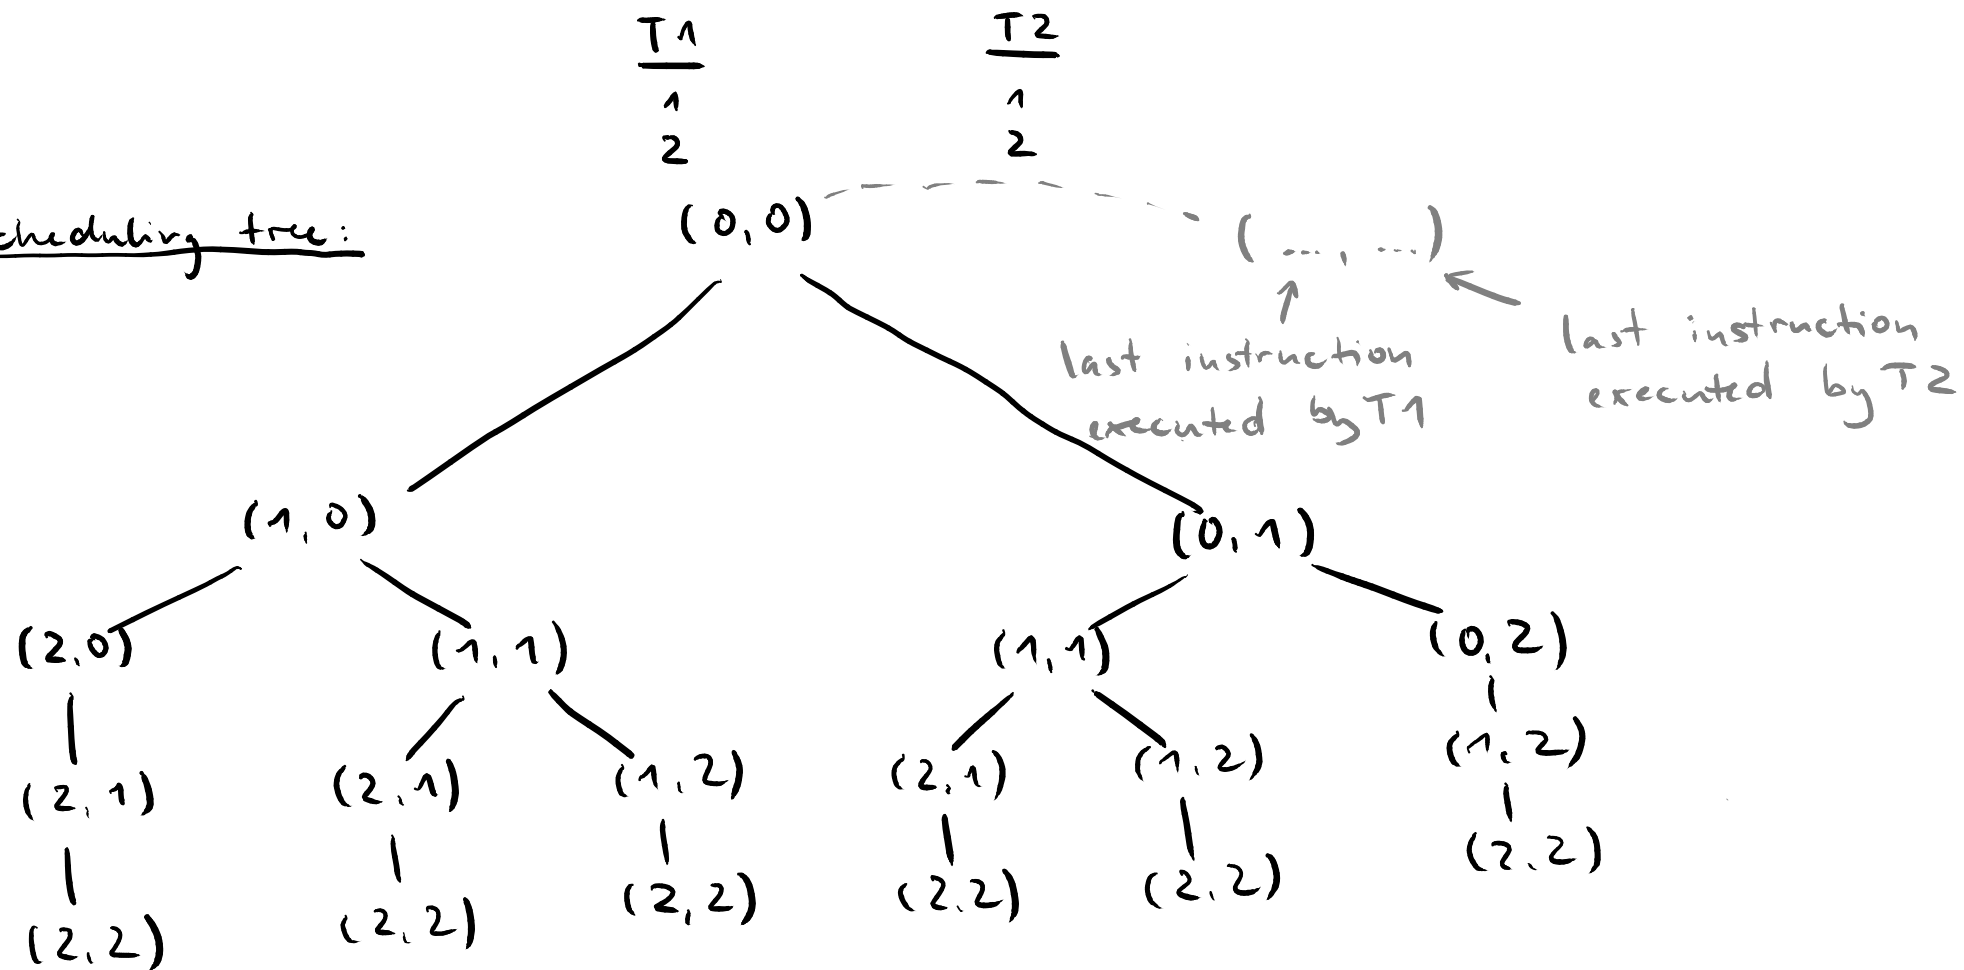 T1 T2
1 1
2 2
cheduling tree:
(0,0)
(..., ...)
last instruction
executed by T1
last instruction
executed by T2
(1,0) (0,1)
(2,0) (1,1) (1,1) (0,2)
(2,1) (2,1) (1,2) (2,1) (1,2) (1,2)
(2,2) (2,2) (2,2) (2,2) (2,2) (2,2)